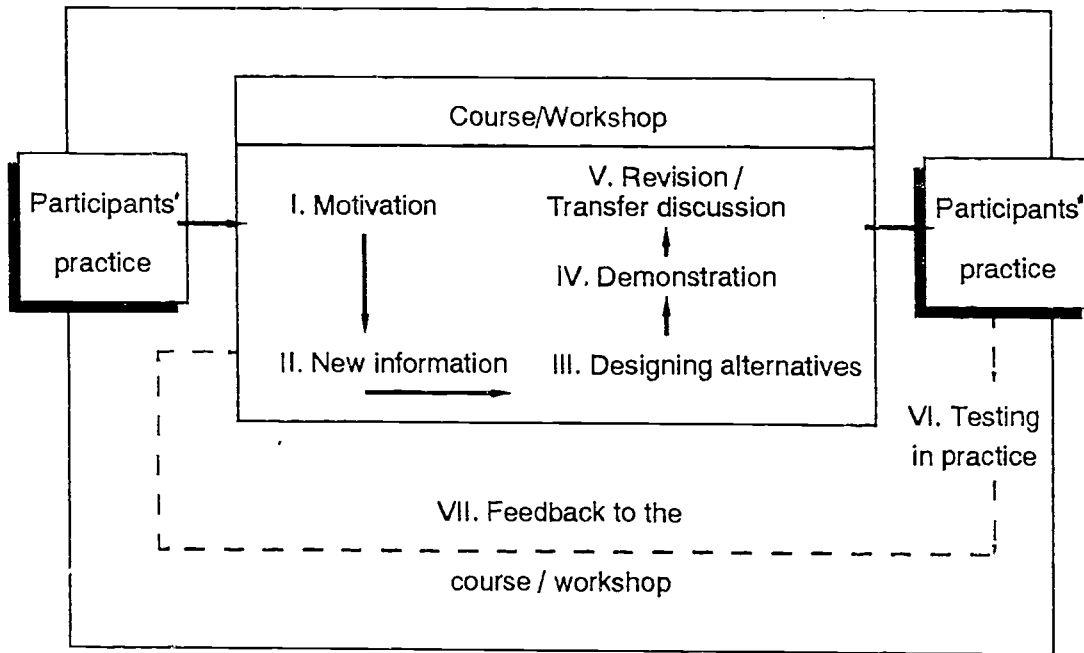 Course/Workshop
Participants'
practice
I. Motivation
II. New information
III. Designing alternatives
IV. Demonstration
V. Revision /
Transfer discussion
Participants'
practice
VI. Testing
in practice
VII. Feedback to the
course / workshop